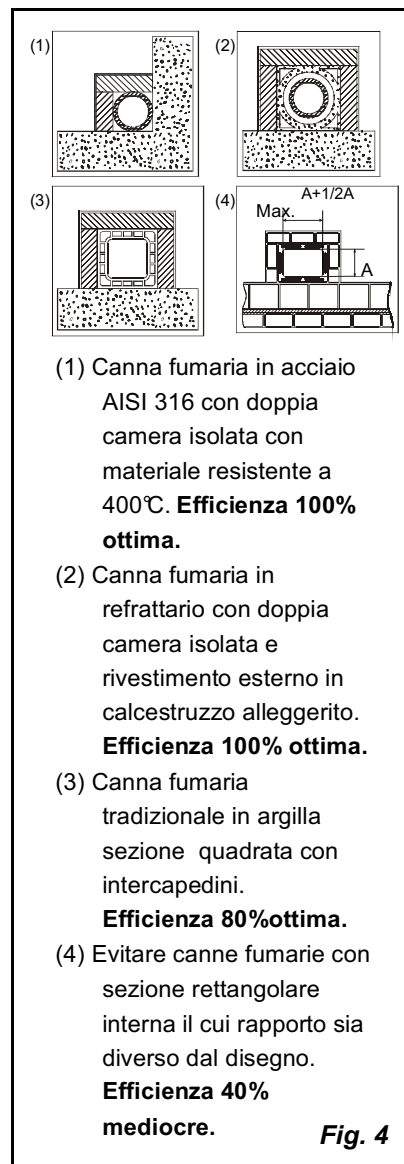 (1)
(2)
(3)
(4)
A+1/2A
Max.
A
(1) Canna fumaria in acciaio
AISI 316 con doppia
camera isolata con
materiale resistente a
400°C. Efficienza 100%
ottima.
(2) Canna fumaria in
refrattario con doppia
camera isolata e
rivestimento esterno in
calcestruzzo alleggerito.
Efficienza 100% ottima.
(3) Canna fumaria
tradizionale in argilla
sezione quadrata con
intercapedini.
Efficienza 80%ottima.
(4) Evitare canne fumarie con
sezione rettangolare
interna il cui rapporto sia
diverso dal disegno.
Efficienza 40%
mediocre.
Fig. 4